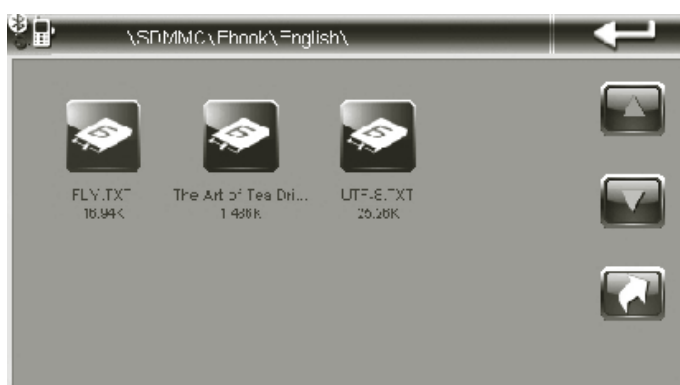 \SDMMC\Ebook\English\
FLY.TXT
The Art of Tea Dri...
UTF-8.TXT
16.94K
1.486K
25.26K